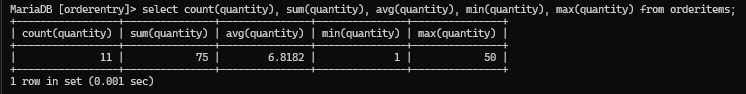 MariaDB [orderentry]> select count(quantity), sum(quantity), avg(quantity), min(quantity), max(quantity) from orderitems;
+-----------------+---------------+---------------+---------------+---------------+
| count(quantity) | sum(quantity) | avg(quantity) | min(quantity) | max(quantity) |
+-----------------+---------------+---------------+---------------+---------------+
|              11 |            75 |        6.8182 |             1 |            50 |
+-----------------+---------------+---------------+---------------+---------------+
1 row in set (0.001 sec)